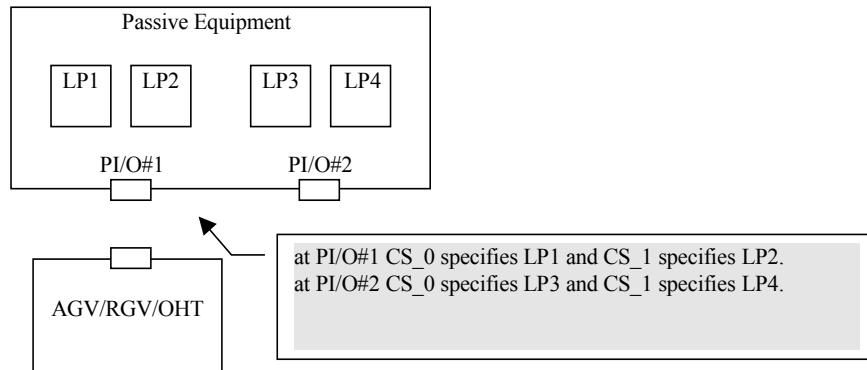 Passive Equipment
LP1 LP2 LP3 LP4
PI/O#1 PI/O#2
at PI/O#1 CS_0 specifies LP1 and CS_1 specifies LP2.
at PI/O#2 CS_0 specifies LP3 and CS_1 specifies LP4.
AGV/RGV/OHT